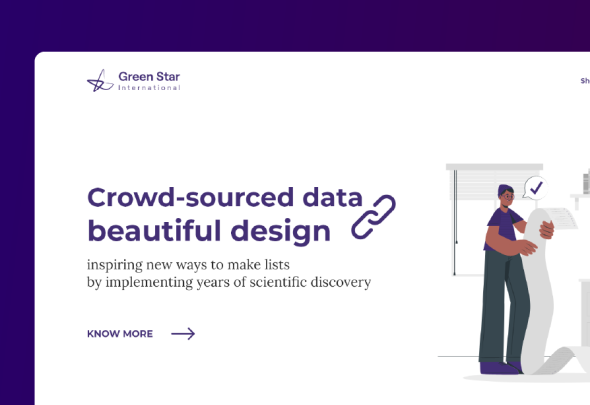 Green Star
International
Sh
Crowd-sourced data
beautiful design
inspiring new ways to make lists
by implementing years of scientific discovery
KNOW MORE